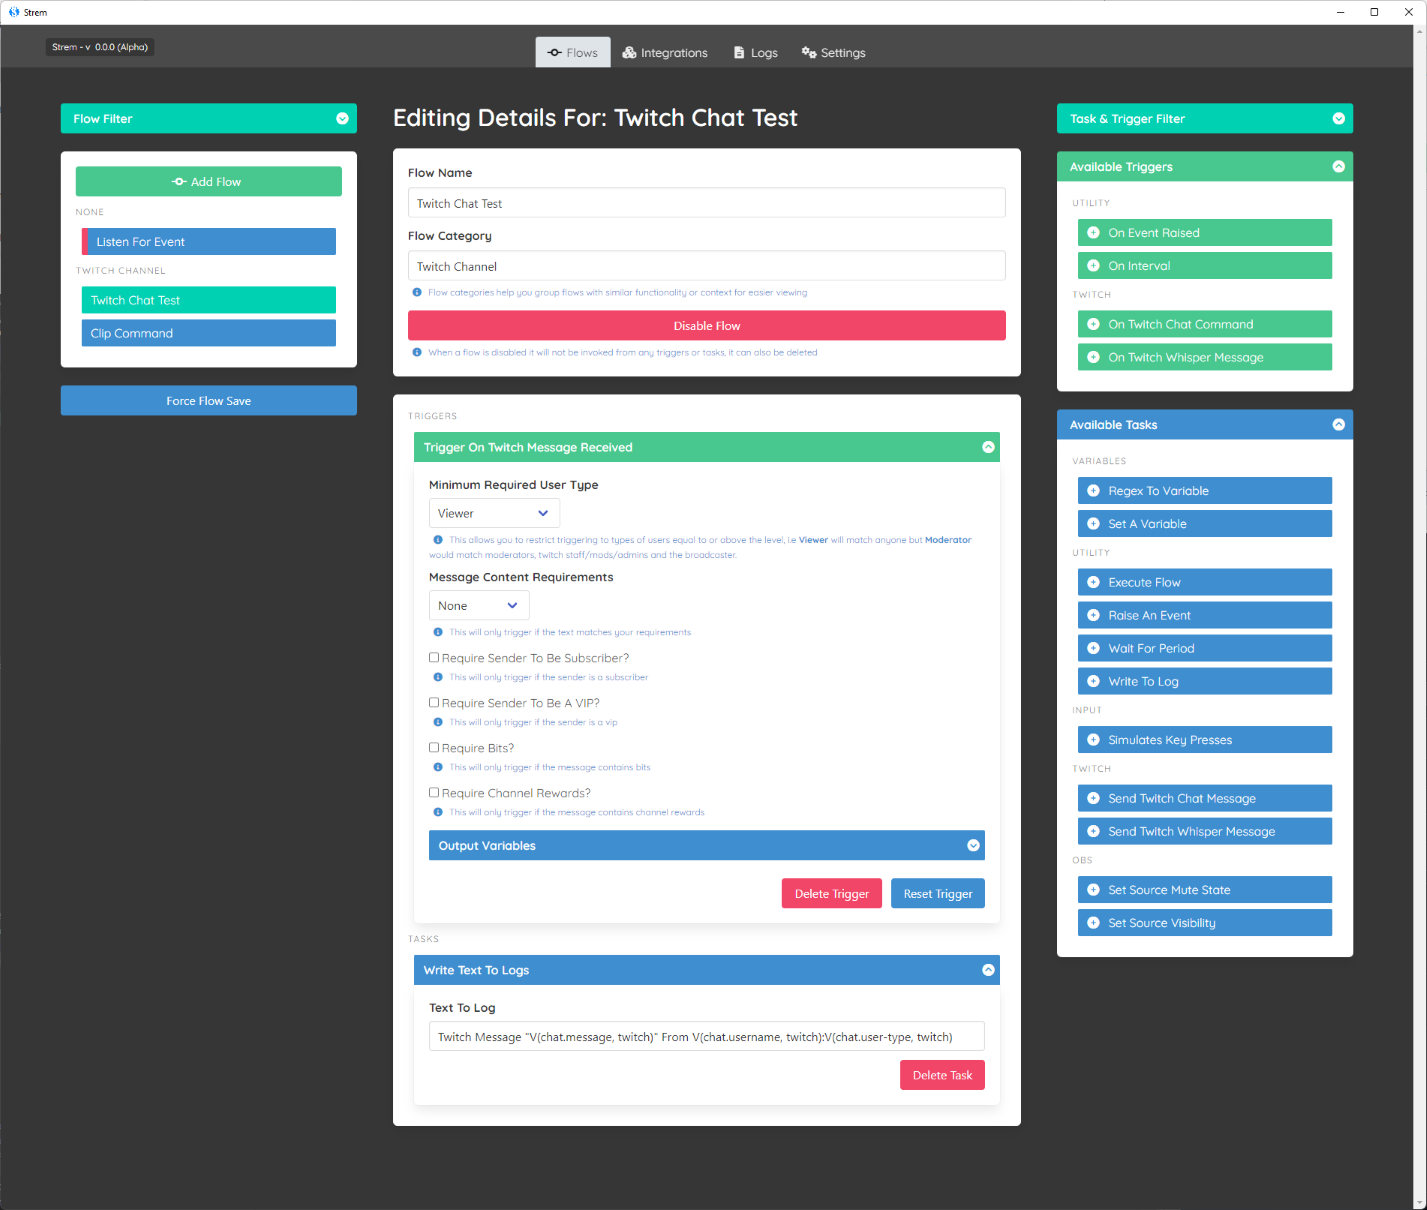 Strem
Strem - v 0.0.0 (Alpha)
Flows
Integrations
Logs
Settings
Flow Filter
Add Flow
NONE
Listen For Event
TWITCH CHANNEL
Twitch Chat Test
Clip Command
Force Flow Save
Editing Details For: Twitch Chat Test
Flow Name
Twitch Chat Test
Flow Category
Twitch Channel
Flow categories help you group flows with similar functionality or context for easier viewing
Disable Flow
When a flow is disabled it will not be invoked from any triggers or tasks, it can also be deleted
TRIGGERS
Trigger On Twitch Message Received
Minimum Required User Type
Viewer
This allows you to restrict triggering to types of users equal to or above the level, i.e Viewer will match anyone but Moderator
would match moderators, twitch staff/mods/admins and the broadcaster.
Message Content Requirements
None
This will only trigger if the text matches your requirements
Require Sender To Be Subscriber?
This will only trigger if the sender is a subscriber
Require Sender To Be A VIP?
This will only trigger if the sender is a vip
Require Bits?
This will only trigger if the message contains bits
Require Channel Rewards?
This will only trigger if the message contains channel rewards
Output Variables
Delete Trigger
Reset Trigger
TASKS
Write Text To Logs
Text To Log
Twitch Message "V(chat.message, twitch)" From V(chat.username, twitch):V(chat.user-type, twitch)
Delete Task
Task & Trigger Filter
Available Triggers
UTILITY
On Event Raised
On Interval
TWITCH
On Twitch Chat Command
On Twitch Whisper Message
Available Tasks
VARIABLES
Regex To Variable
Set A Variable
UTILITY
Execute Flow
Raise An Event
Wait For Period
Write To Log
INPUT
Simulates Key Presses
TWITCH
Send Twitch Chat Message
Send Twitch Whisper Message
OBS
Set Source Mute State
Set Source Visibility